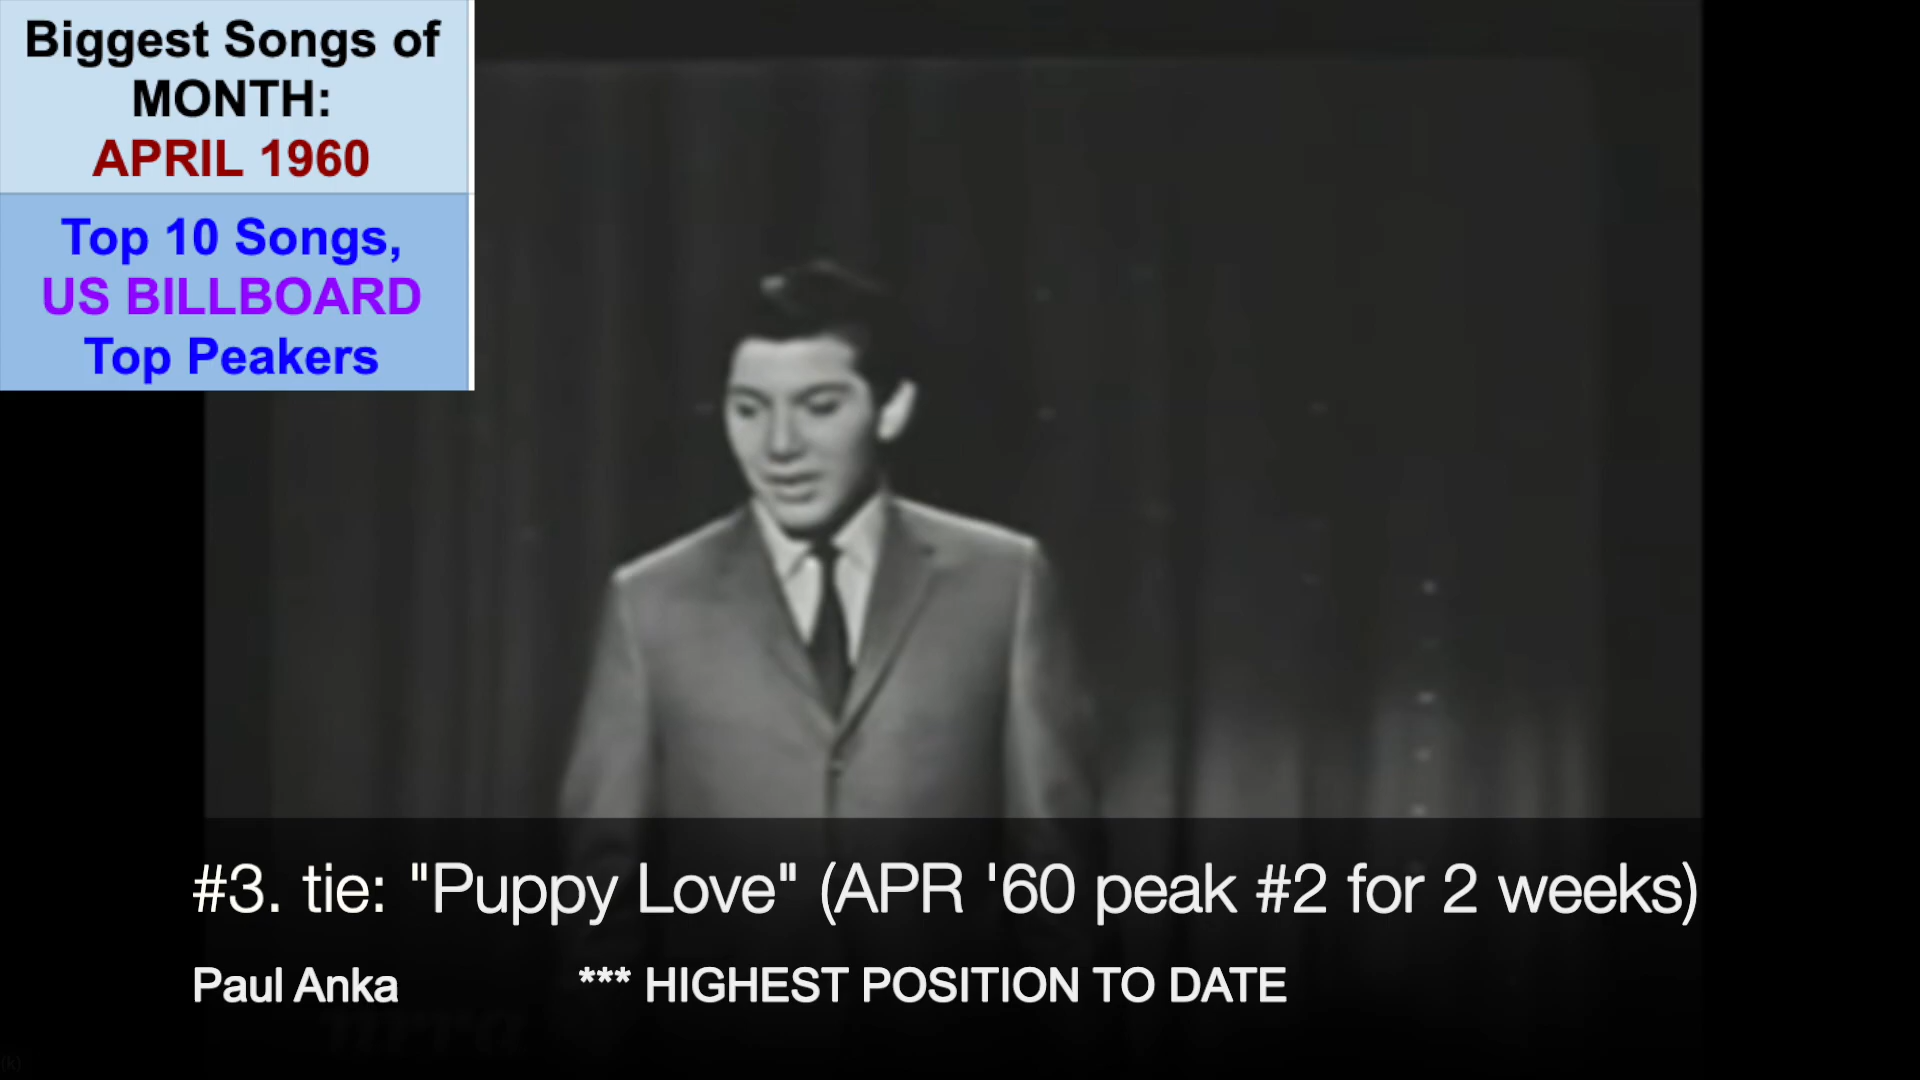 Biggest Songs of
MONTH:
APRIL 1960
Top 10 Songs,
US BILLBOARD
Top Peakers
#3. tie: "Puppy Love" (APR '60 peak #2 for 2 weeks)
Paul Anka *** HIGHEST POSITION TO DATE
(k)